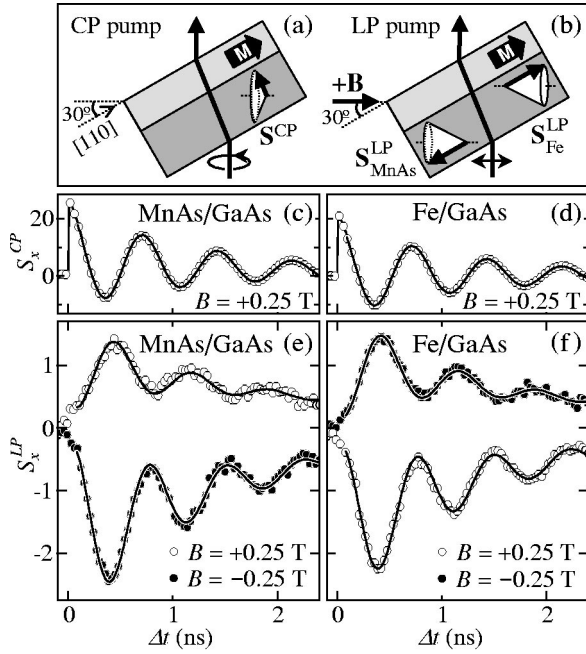 CP pump
(a)
M
30º
[110]
S^CP
LP pump
(b)
M
+B
30º
S^LP_MnAs
S^LP_Fe
MnAs/GaAs
(c)
20
0
S_x^CP
B = +0.25 T
Fe/GaAs
(d)
B = +0.25 T
MnAs/GaAs
(e)
1
0
-1
-2
S_x^LP
B = +0.25 T
B = −0.25 T
0
1
2
Δt (ns)
Fe/GaAs
(f)
B = +0.25 T
B = −0.25 T
0
1
2
Δt (ns)